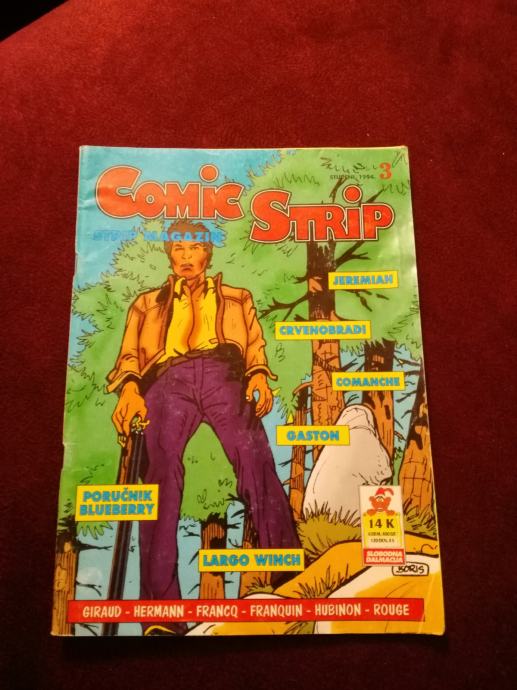 STUDENI, 1994. 3
COMIC STRIP
STRIP MAGAZIN
JEREMIAH
CRVENOBRADI
COMANCHE
GASTON
PORUČNIK
BLUEBERRY
14 K
SLOBODNA
DALMACIJA
LARGO WINCH
BORIS
GIRAUD - HERMANN - FRANCQ - FRANQUIN - HUBINON - ROUGE